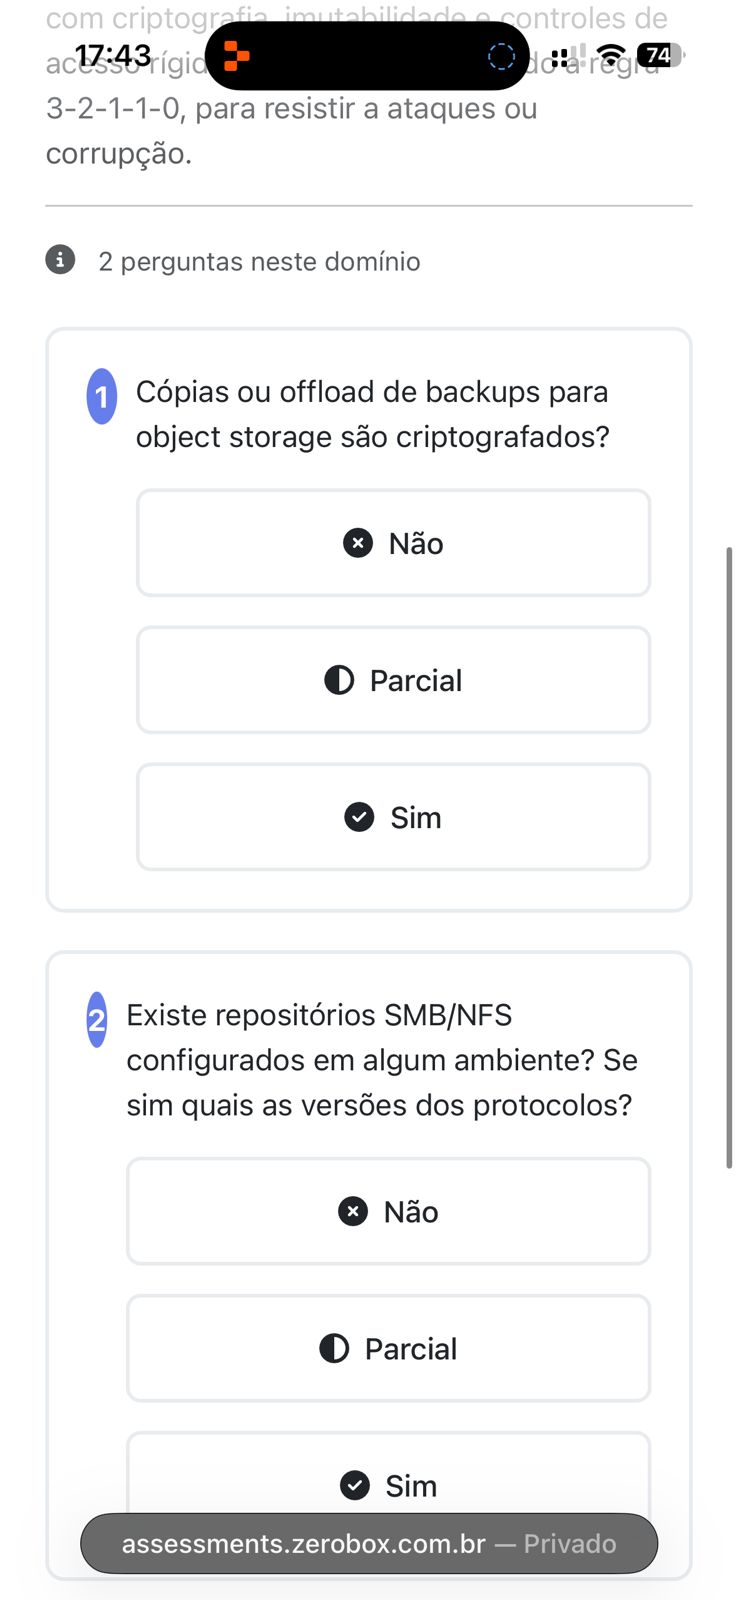 com criptografia, imutabilidade e controles de
17:43
74
acesso rígid do a regra
3-2-1-1-0, para resistir a ataques ou
corrupção.
2 perguntas neste domínio
1
Cópias ou offload de backups para
object storage são criptografados?
Não
Parcial
Sim
2
Existe repositórios SMB/NFS
configurados em algum ambiente? Se
sim quais as versões dos protocolos?
Não
Parcial
Sim
assessments.zerobox.com.br — Privado